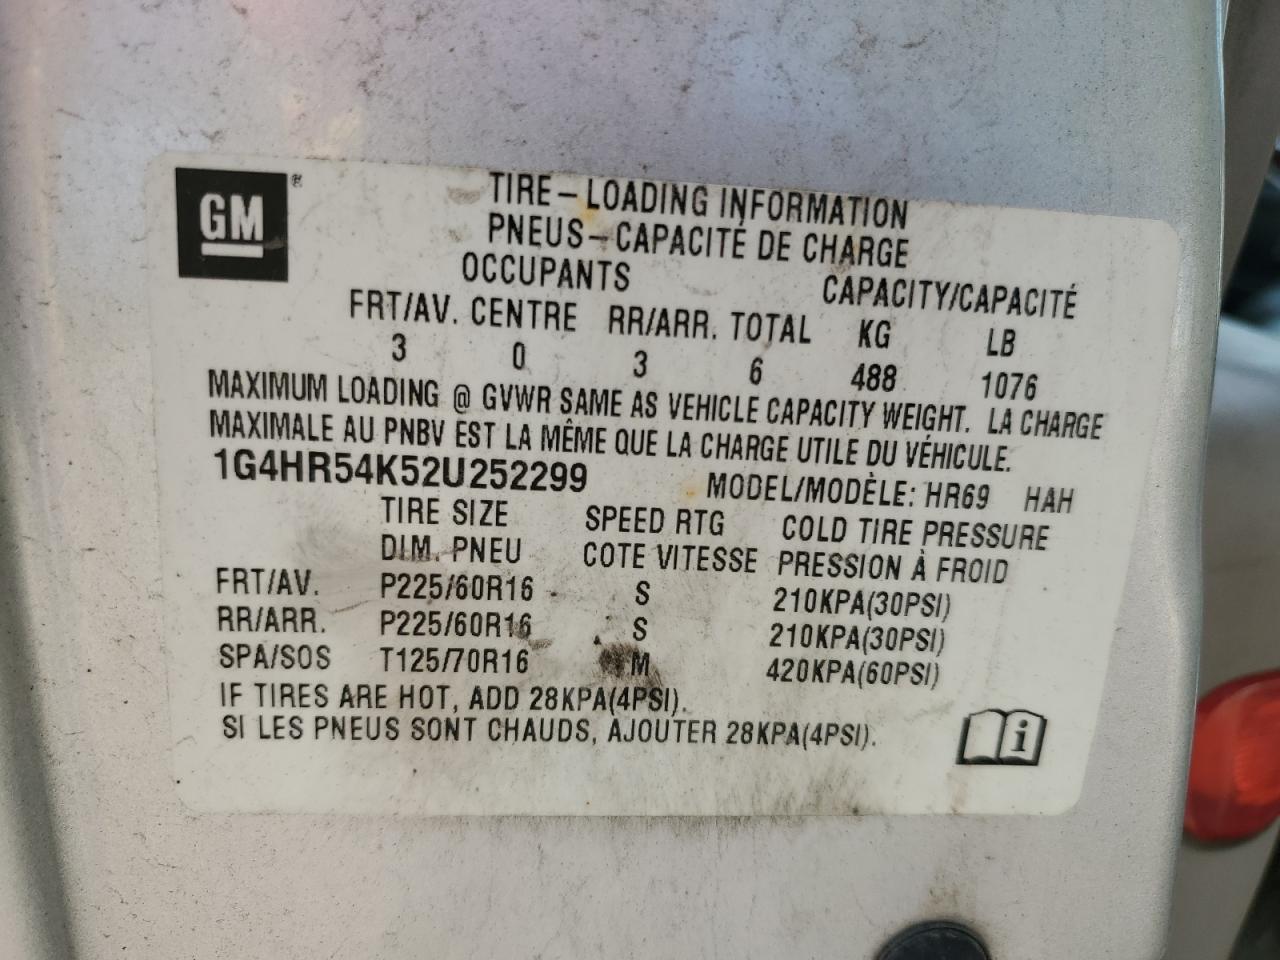 GM®
TIRE – LOADING INFORMATION
PNEUS – CAPACITÉ DE CHARGE
OCCUPANTS CAPACITY/CAPACITÉ
FRT/AV. CENTRE RR/ARR. TOTAL KG LB
3 0 3 6 488 1076
MAXIMUM LOADING @ GVWR SAME AS VEHICLE CAPACITY WEIGHT. LA CHARGE
MAXIMALE AU PNBV EST LA MÊME QUE LA CHARGE UTILE DU VÉHICULE.
1G4HR54K52U252299 MODEL/MODÈLE: HR69 HAH
TIRE SIZE SPEED RTG COLD TIRE PRESSURE
DIM. PNEU COTE VITESSE PRESSION À FROID
FRT/AV. P225/60R16 S 210KPA(30PSI)
RR/ARR. P225/60R16 S 210KPA(30PSI)
SPA/SOS T125/70R16 M 420KPA(60PSI)
IF TIRES ARE HOT, ADD 28KPA(4PSI).
SI LES PNEUS SONT CHAUDS, AJOUTER 28KPA(4PSI).
i